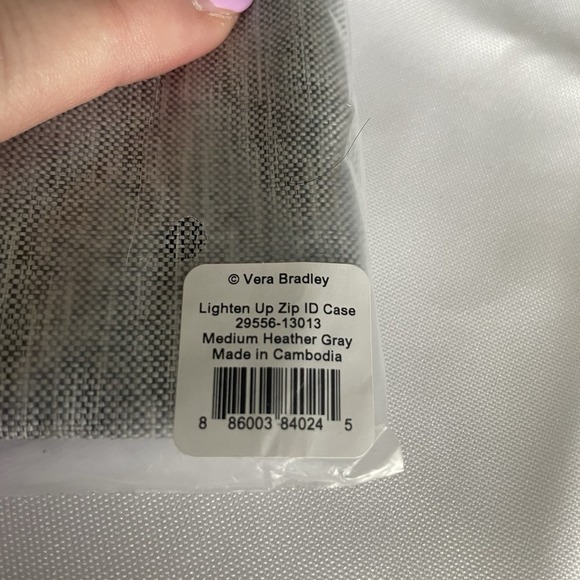 © Vera Bradley
Lighten Up Zip ID Case
29556-13013
Medium Heather Gray
Made in Cambodia
8 86003 84024 5